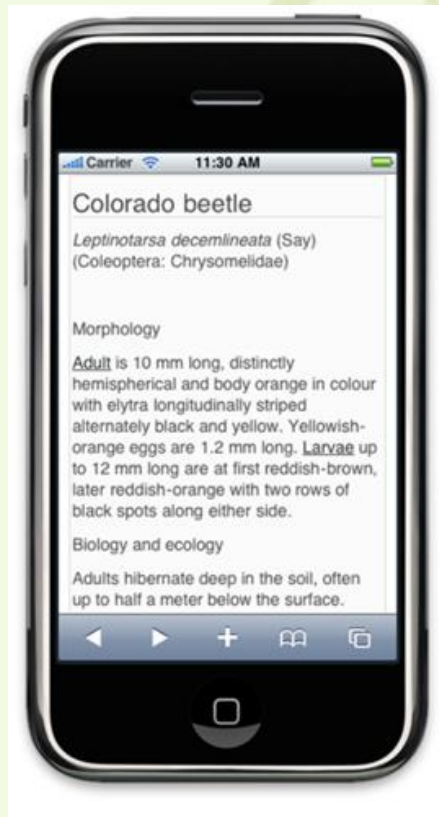 Carrier 11:30 AM
Colorado beetle
Leptinotarsa decemlineata (Say)
(Coleoptera: Chrysomelidae)
Morphology
Adult is 10 mm long, distinctly
hemispherical and body orange in colour
with elytra longitudinally striped
alternately black and yellow. Yellowish-
orange eggs are 1.2 mm long. Larvae up
to 12 mm long are at first reddish-brown,
later reddish-orange with two rows of
black spots along either side.
Biology and ecology
Adults hibernate deep in the soil, often
up to half a meter below the surface.